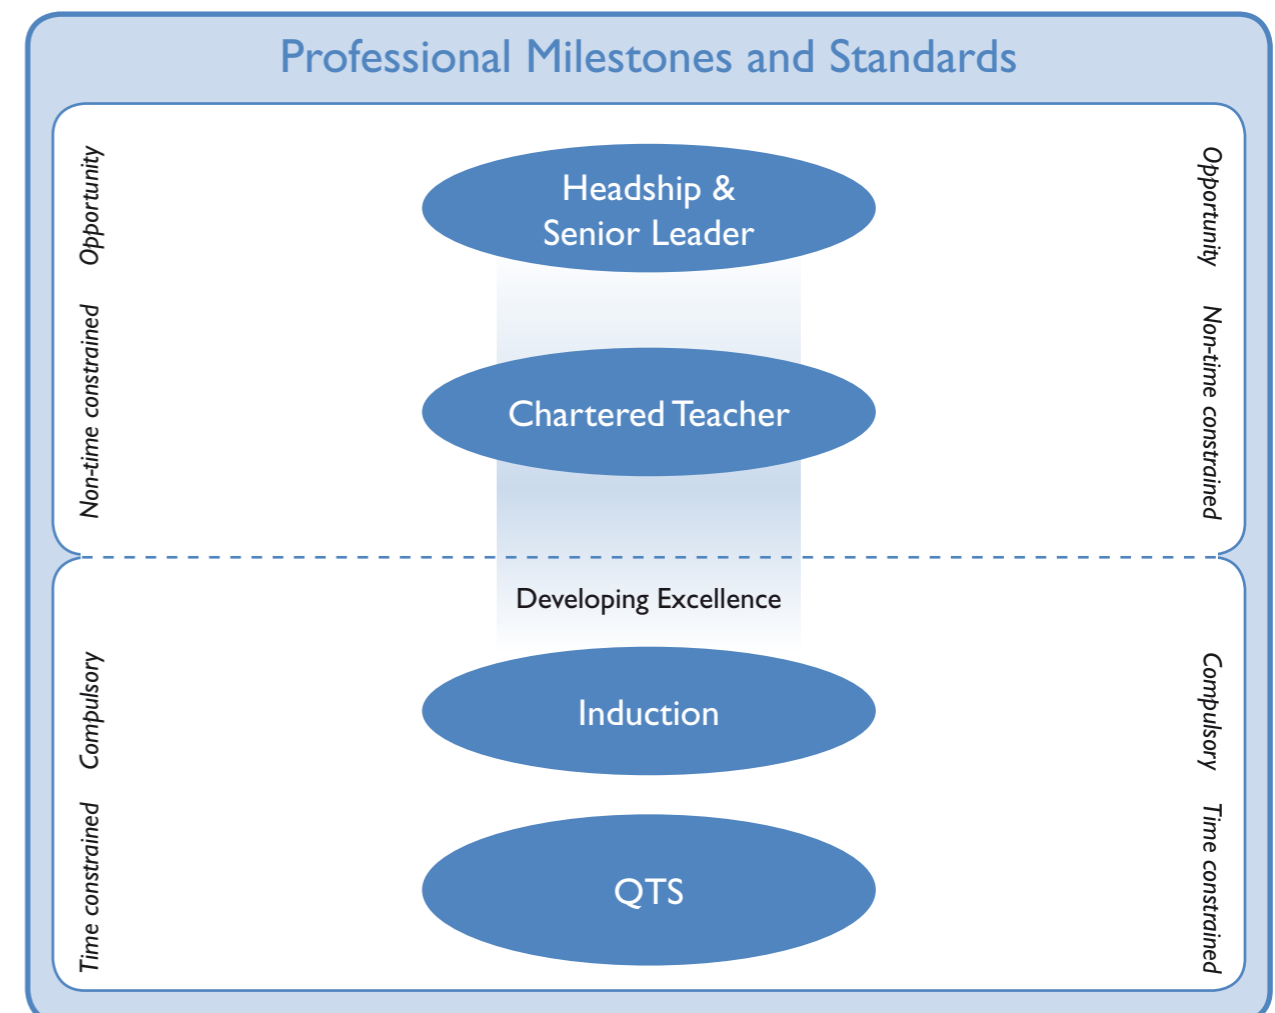 Professional Milestones and Standards
Opportunity
Opportunity
Headship &
Senior Leader
Non-time constrained
Non-time constrained
Chartered Teacher
Developing Excellence
Compulsory
Compulsory
Induction
Time constrained
Time constrained
QTS